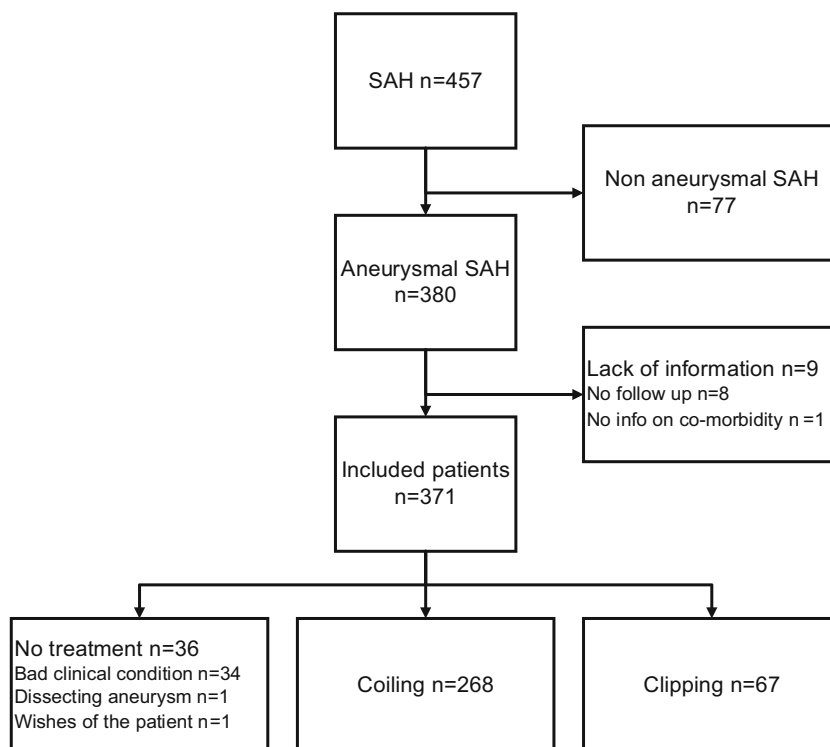 SAH n=457
Non aneurysmal SAH
n=77
Aneurysmal SAH
n=380
Lack of information n=9
No follow up n=8
No info on co-morbidity n =1
Included patients
n=371
No treatment n=36
Bad clinical condition n=34
Dissecting aneurysm n=1
Wishes of the patient n=1
Coiling n=268
Clipping n=67